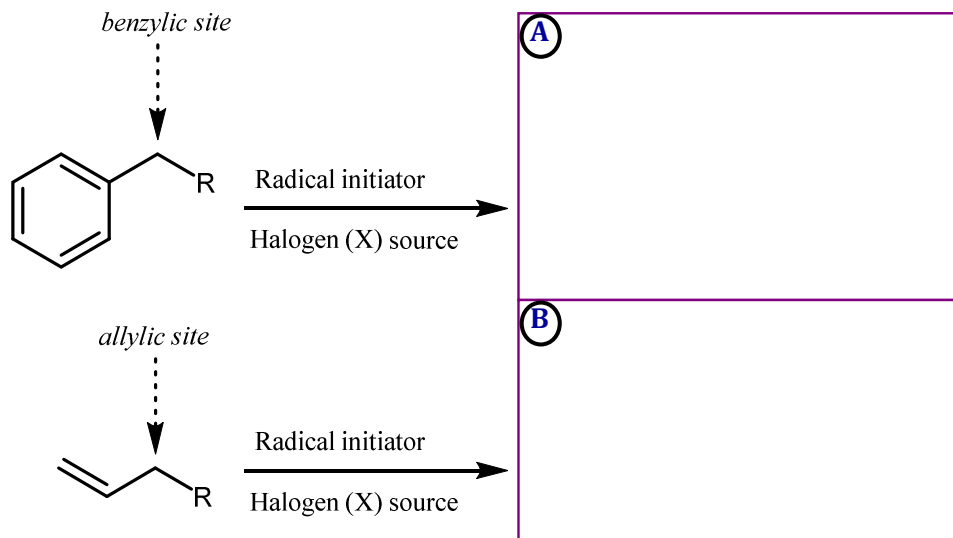 benzylic site
A
R
Radical initiator
Halogen (X) source
B
allylic site
Radical initiator
R
Halogen (X) source